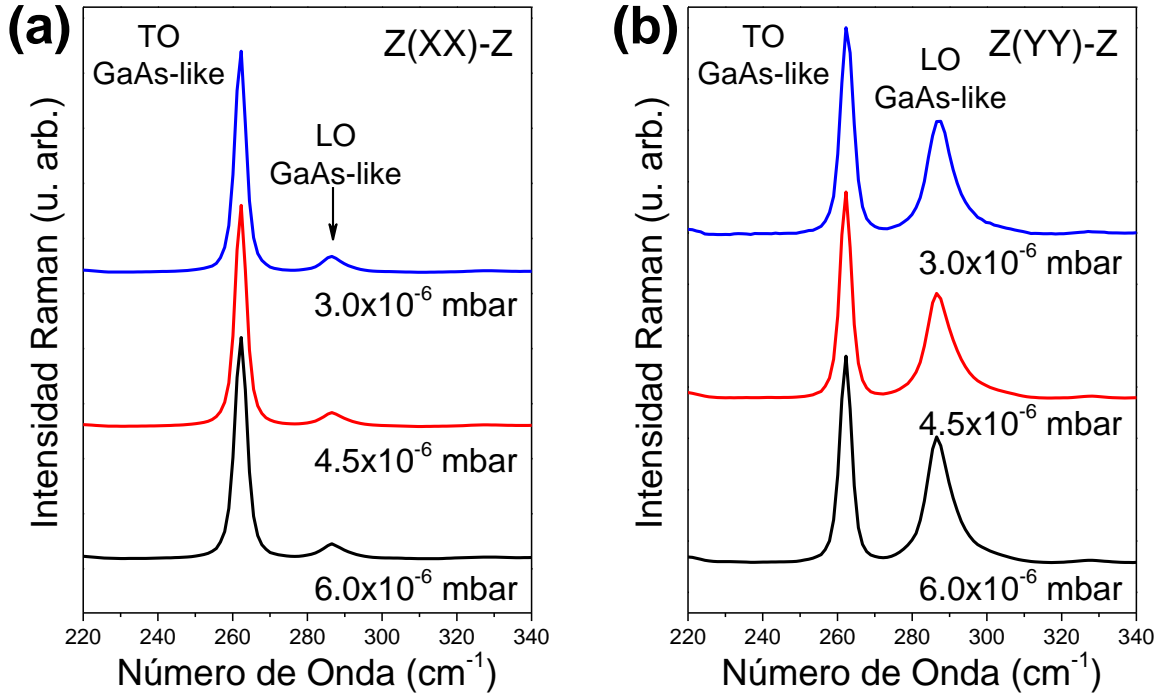 (a)
TO
GaAs-like
Z(XX)-Z
LO
GaAs-like
3.0x10⁻⁶ mbar
4.5x10⁻⁶ mbar
6.0x10⁻⁶ mbar
Intensidad Raman (u. arb.)
220 240 260 280 300 320 340
Número de Onda (cm⁻¹)
(b)
TO
GaAs-like
Z(YY)-Z
LO
GaAs-like
3.0x10⁻⁶ mbar
4.5x10⁻⁶ mbar
6.0x10⁻⁶ mbar
Intensidad Raman (u. arb.)
220 240 260 280 300 320 340
Número de Onda (cm⁻¹)